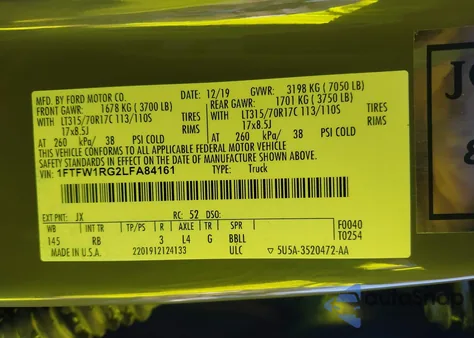 MFD. BY FORD MOTOR CO.
DATE: 12/19 GVWR: 3198 KG ( 7050 LB)
FRONT GAWR: 1678 KG ( 3700 LB) REAR GAWR: 1701 KG ( 3750 LB)
WITH LT315/70R17C 113/110S TIRES WITH LT315/70R17C 113/110S TIRES
17x8.5J RIMS 17x8.5J RIMS
AT 260 kPa/ 38 PSI COLD AT 260 kPa/ 38 PSI COLD
THIS VEHICLE CONFORMS TO ALL APPLICABLE FEDERAL MOTOR VEHICLE
SAFETY STANDARDS IN EFFECT ON THE DATE OF MANUFACTURE SHOWN ABOVE.
VIN: 1FTFW1RG2LFA84161 TYPE: Truck
EXT PNT: JX RC: 52 DSO:
WB INT TR TP/PS R AXLE TR SPR
145 RB 3 L4 G BBLL
F0040
T0254
MADE IN U.S.A. 2201912124133 ULC ▽ 5U5A-3520472-AA